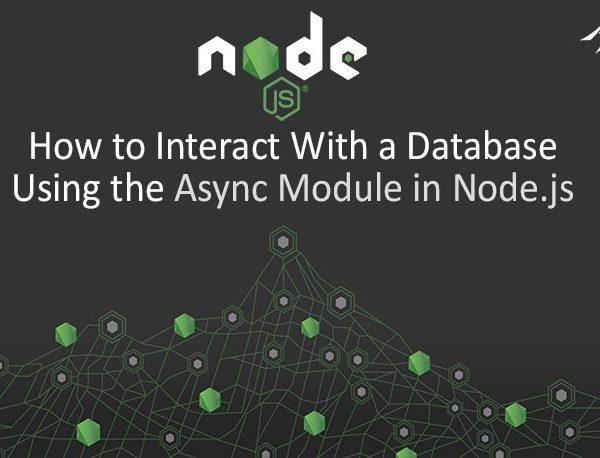 node
JS®
How to Interact With a Database
Using the Async Module in Node.js